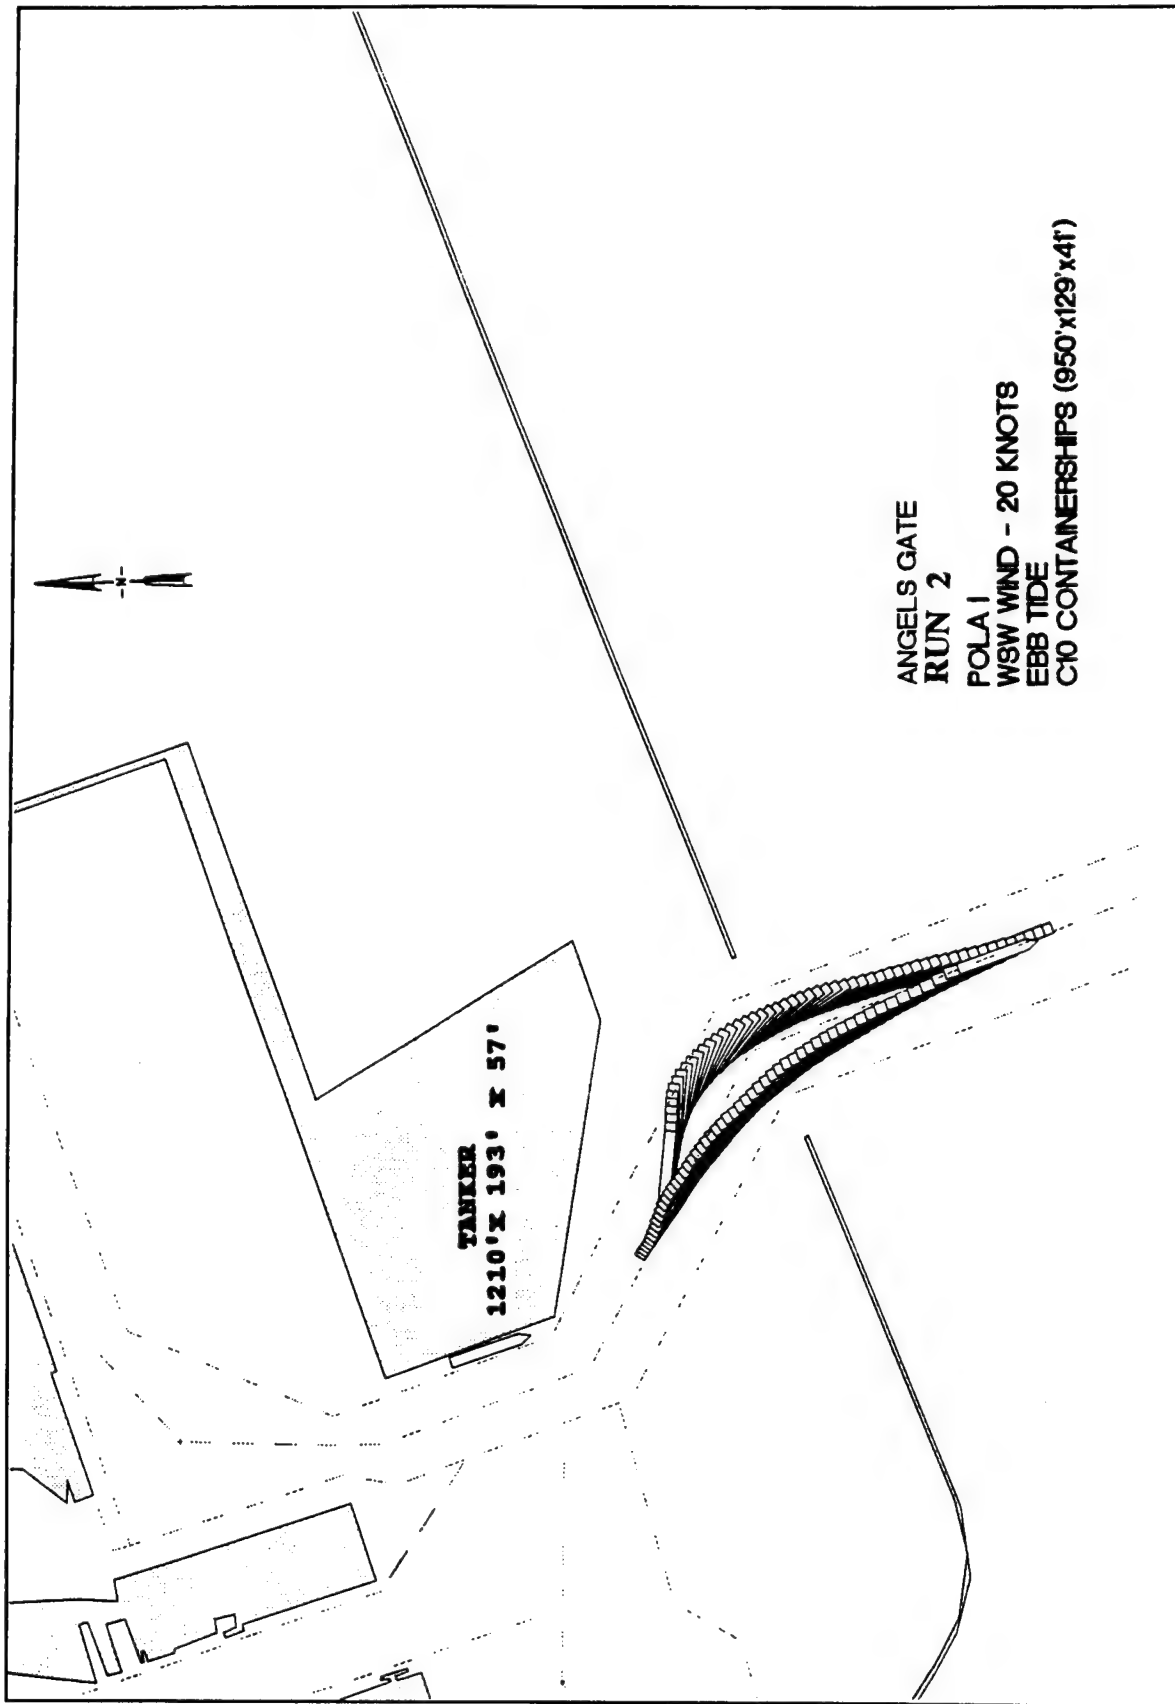 -N-
TANKER
1210'X 193' X 57'
ANGELS GATE
RUN 2
POLA I
WSW WIND - 20 KNOTS
EBB TIDE
C10 CONTAINERSHIPS (950'x129'x41')